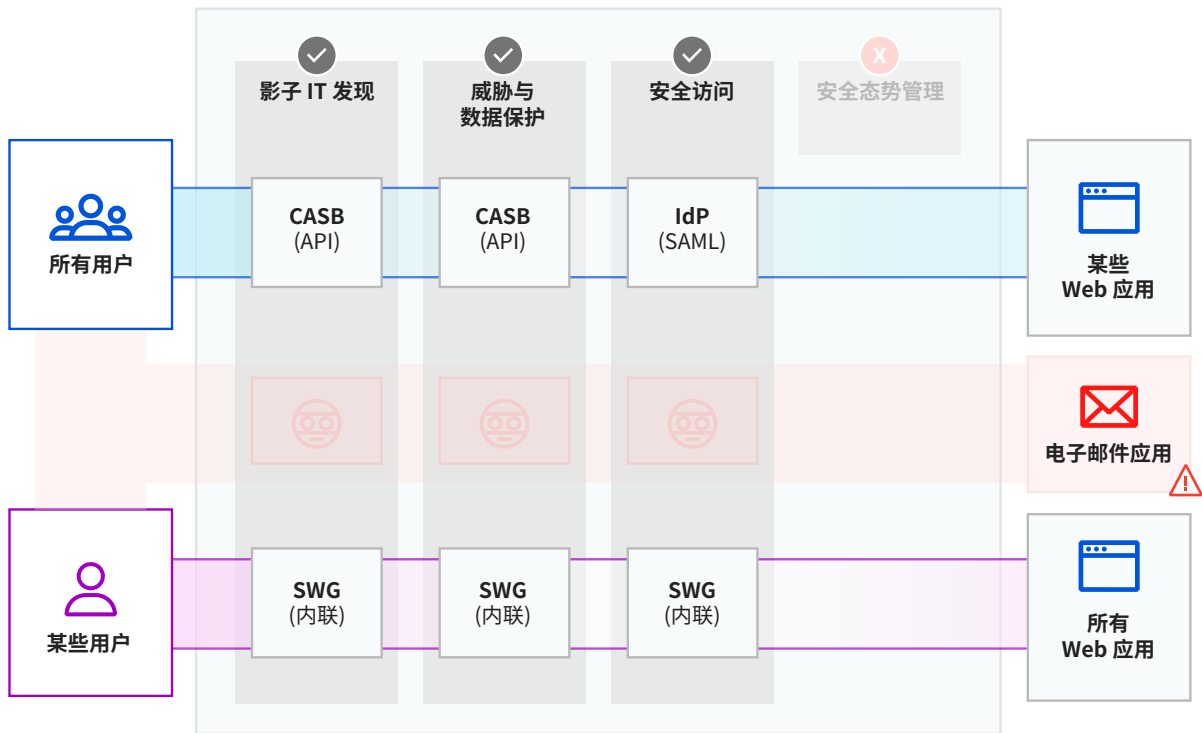 影子 IT 发现
威胁与
数据保护
安全访问
X
安全态势管理
所有用户
CASB
(API)
CASB
(API)
IdP
(SAML)
某些
Web 应用
电子邮件应用
某些用户
SWG
(内联)
SWG
(内联)
SWG
(内联)
所有
Web 应用